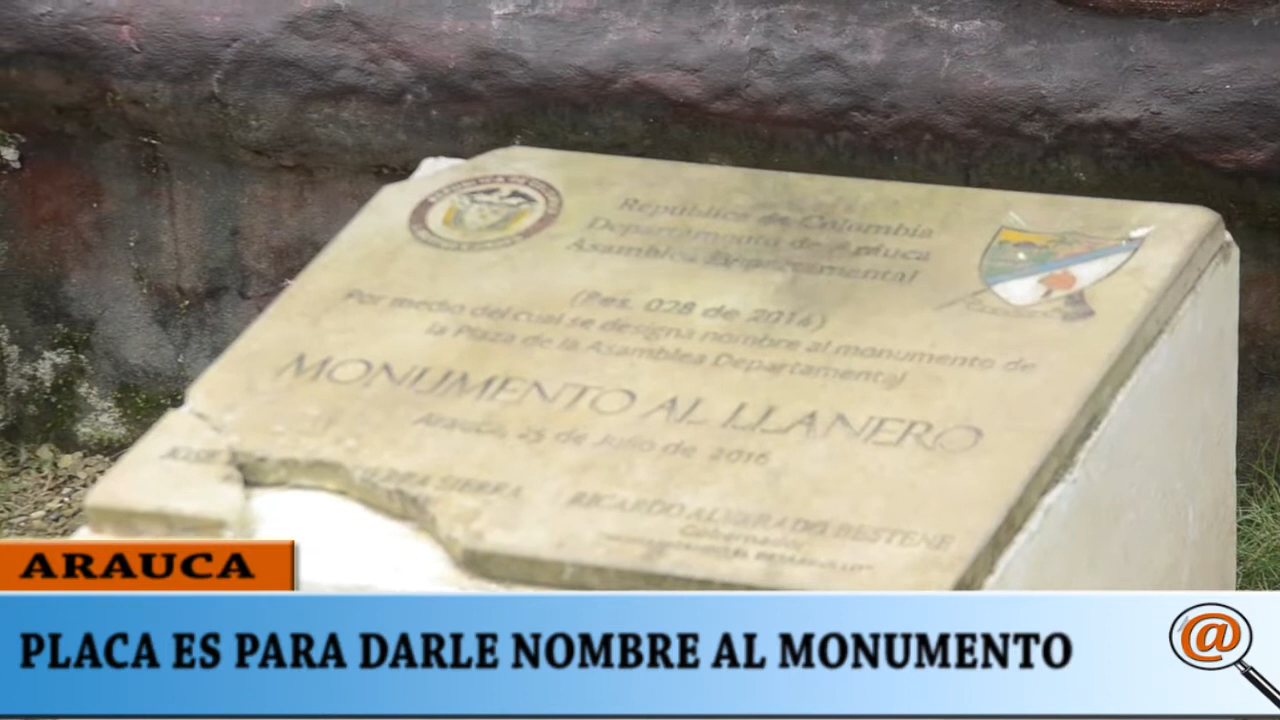 República de Colombia
Departamento de Arauca
Asamblea Departamental
(Res. 028 de 2014)
Por medio del cual se designa nombre al monumento de
la Plaza de la Asamblea Departamental
MONUMENTO AL LLANERO
Arauca, 25 de Julio de 2016
SIERRA
RICARDO ALVARADO BESTENE
Gobernador
ARAUCA
PLACA ES PARA DARLE NOMBRE AL MONUMENTO
@